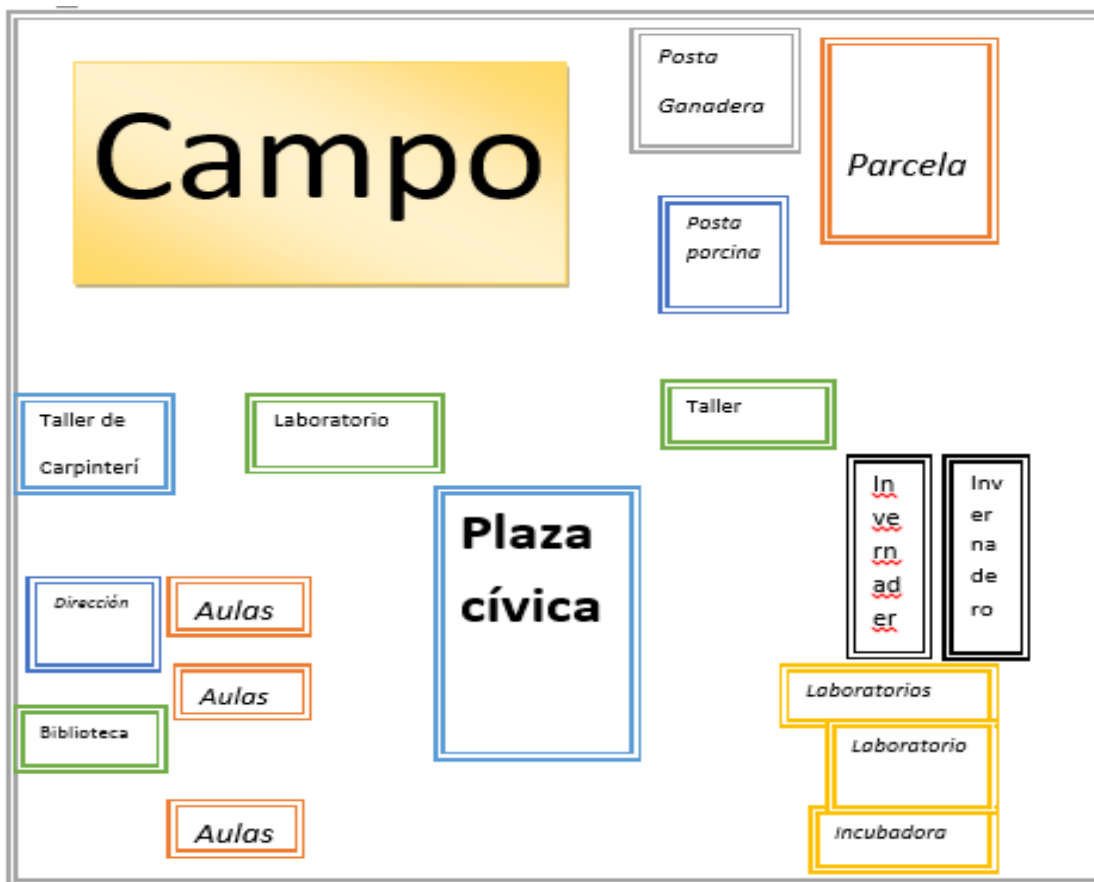 Campo
Posta
Ganadera
Parcela
Posta
porcina
Taller de
Carpinterí
Laboratorio
Taller
Plaza
cívica
In
ve
rn
ad
er
Inv
er
na
de
ro
Dirección
Aulas
Aulas
Biblioteca
Aulas
Laboratorios
Laboratorio
Incubadora